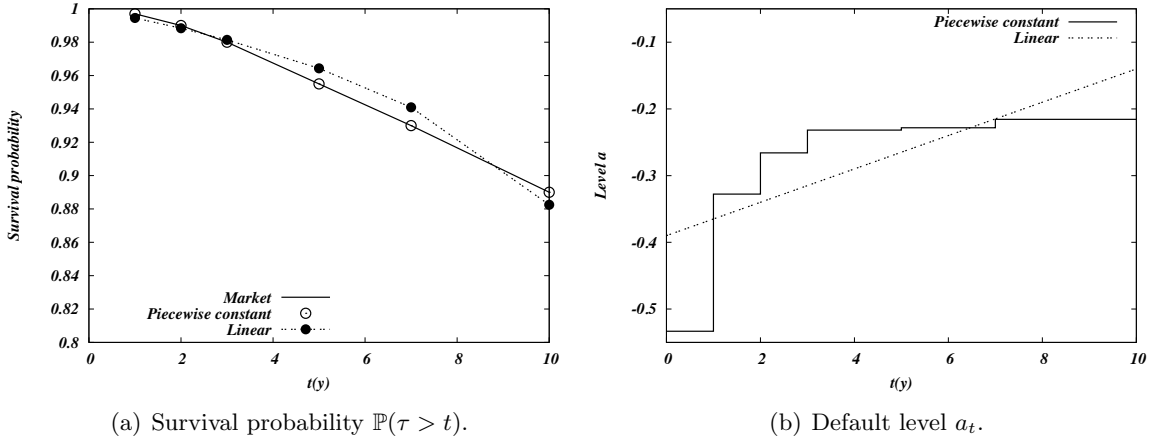 1
0.98
0.96
0.94
0.92
0.9
0.88
0.86
0.84
0.82
0.8
Survival probability
Market
Piecewise constant
Linear
0 2 4 6 8 10
t(y)
(a) Survival probability ℙ(τ > t).
Piecewise constant
Linear
-0.1
-0.2
-0.3
-0.4
-0.5
Level a
0 2 4 6 8 10
t(y)
(b) Default level aₜ.